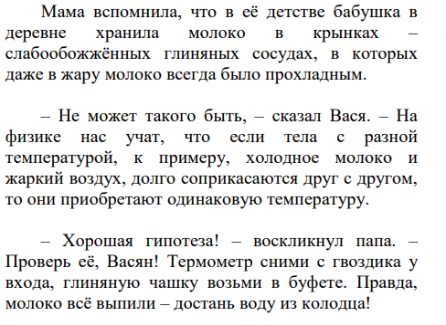 Мама вспомнила, что в её детстве бабушка в
деревне хранила молоко в крынках –
слабообожжённых глиняных сосудах, в которых
даже в жару молоко всегда было прохладным.
– Не может такого быть, – сказал Вася. – На
физике нас учат, что если тела с разной
температурой, к примеру, холодное молоко и
жаркий воздух, долго соприкасаются друг с другом,
то они приобретают одинаковую температуру.
– Хорошая гипотеза! – воскликнул папа. –
Проверь её, Васян! Термометр сними с гвоздика у
входа, глиняную чашку возьми в буфете. Правда,
молоко всё выпили – достань воду из колодца!